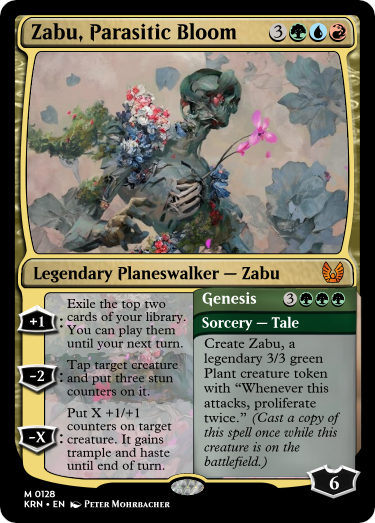 Zabu, Parasitic Bloom 3
Legendary Planeswalker — Zabu
+1: Exile the top two
cards of your library.
You can play them
until your next turn.
-2: Tap target creature
and put three stun
counters on it.
-X: Put X +1/+1
counters on target
creature. It gains
trample and haste
until end of turn.
Genesis 3
Sorcery — Tale
Create Zabu, a
legendary 3/3 green
Plant creature token
with “Whenever this
attacks, proliferate
twice.” (Cast a copy of
this spell once while this
creature is on the
battlefield.)
6
M 0128
KRN • EN Peter Mohrbacher